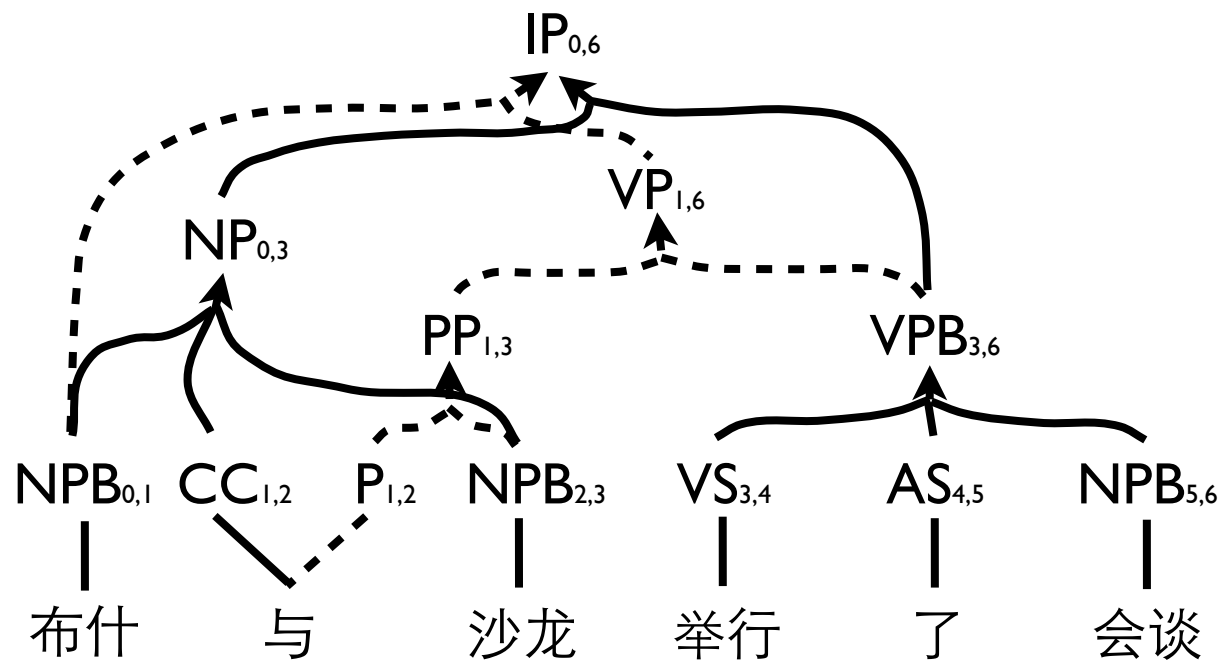 IP0,6
VP1,6
NP0,3
PP1,3 VPB3,6
NPB0,1 CC1,2 P1,2 NPB2,3 VS3,4 AS4,5 NPB5,6
布什 与 沙龙 举行 了 会谈